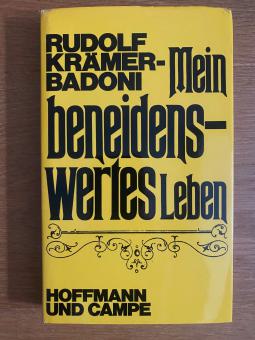 RUDOLF
KRÄMER-
BADONI
Mein
beneidens-
wertes Leben
HOFFMANN
UND CAMPE